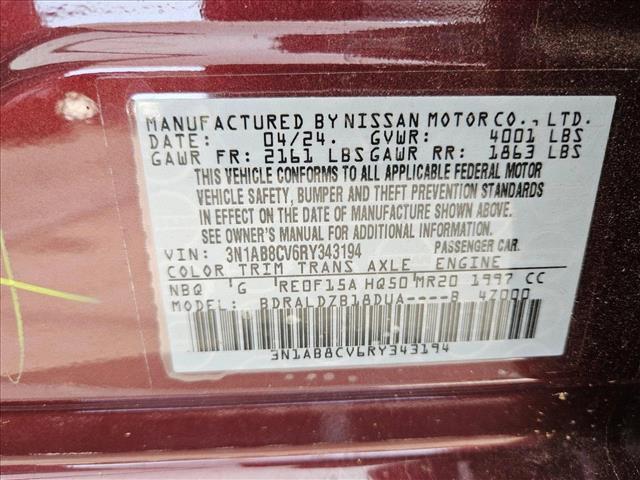 MANUFACTURED BY NISSAN MOTOR CO., LTD.
DATE: 04/24. GVWR: 4001 LBS
GAWR FR: 2161 LBS GAWR RR: 1863 LBS
THIS VEHICLE CONFORMS TO ALL APPLICABLE FEDERAL MOTOR
VEHICLE SAFETY, BUMPER AND THEFT PREVENTION STANDARDS
IN EFFECT ON THE DATE OF MANUFACTURE SHOWN ABOVE.
SEE OWNER'S MANUAL FOR ADDITIONAL INFORMATION.
VIN: 3N1AB8CV6RY343194 PASSENGER CAR.
COLOR TRIM TRANS AXLE ENGINE
NBQ G RE0F15A HQ50 MR20 1997 CC
MODEL: BDRALDZB18DUA----B 4Z000
3N1AB8CV6RY343194